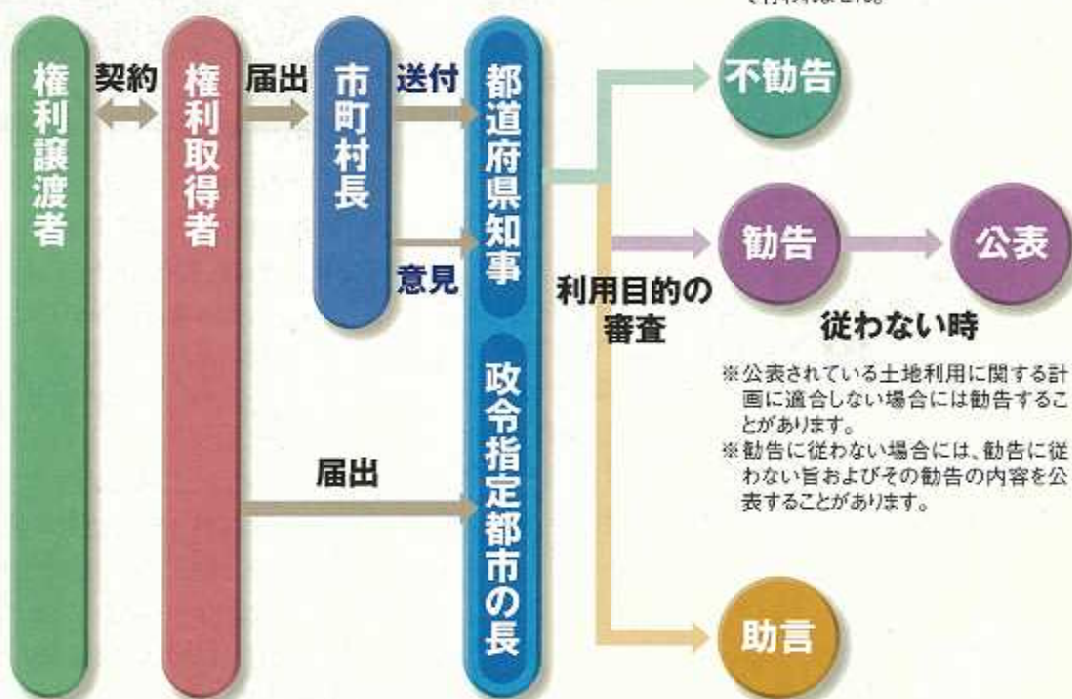 権利譲渡者
契約
権利取得者
届出
市町村長
送付
意見
都道府県知事
届出
政令指定都市の長
利用目的の
審査
不勧告
勧告
公表
従わない時
※公表されている土地利用に関する計
画に適合しない場合には勧告するこ
とがあります。
※勧告に従わない場合には、勧告に従
わない旨およびその勧告の内容を公
表することがあります。
助言